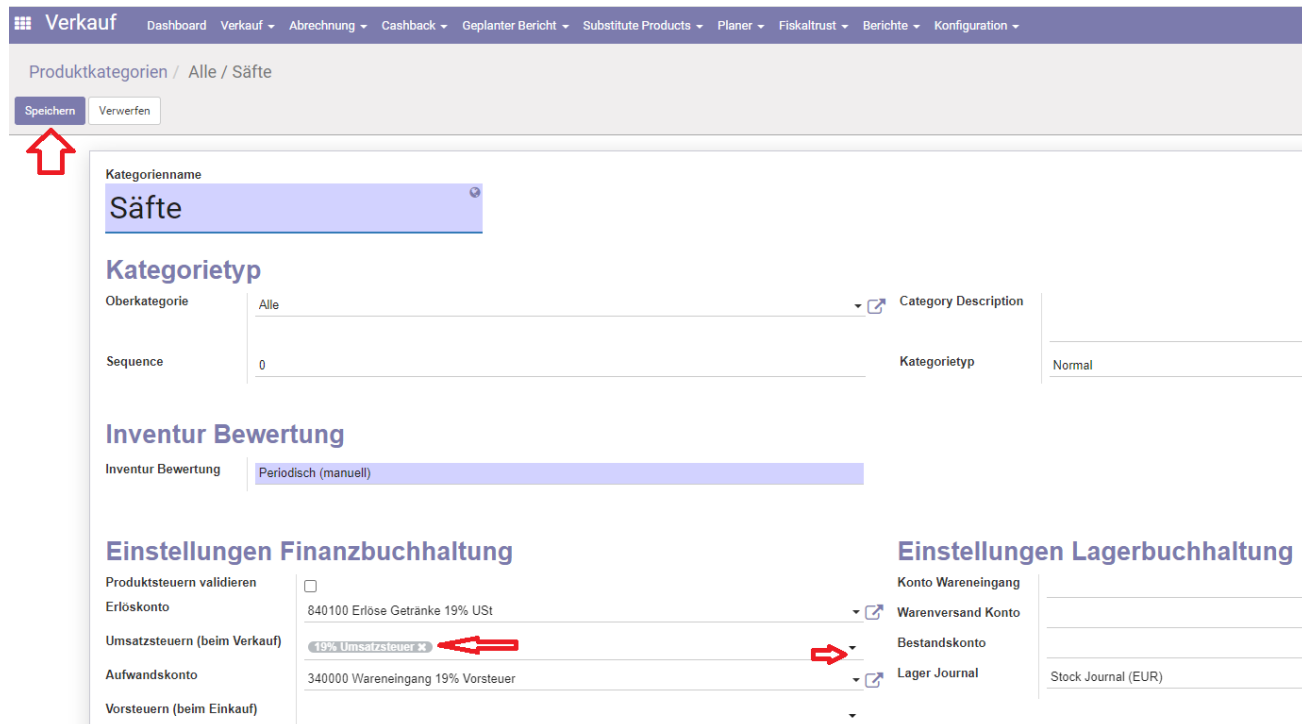 Verkauf Dashboard Verkauf Abrechnung Cashback Geplanter Bericht Substitute Products Planer Fiskaltrust Berichte Konfiguration
Produktkategorien / Alle / Säfte
Speichern Verwerfen
Kategorienname
Säfte
Kategorietyp
Oberkategorie Alle Category Description
Sequence 0 Kategorietyp Normal
Inventur Bewertung
Inventur Bewertung Periodisch (manuell)
Einstellungen Finanzbuchhaltung Einstellungen Lagerbuchhaltung
Produktsteuern validieren Konto Wareneingang
Erlöskonto 840100 Erlöse Getränke 19% USt Warenversand Konto
Umsatzsteuern (beim Verkauf) 19% Umsatzsteuer x Bestandskonto
Aufwandskonto 340000 Wareneingang 19% Vorsteuer Lager Journal Stock Journal (EUR)
Vorsteuern (beim Einkauf)